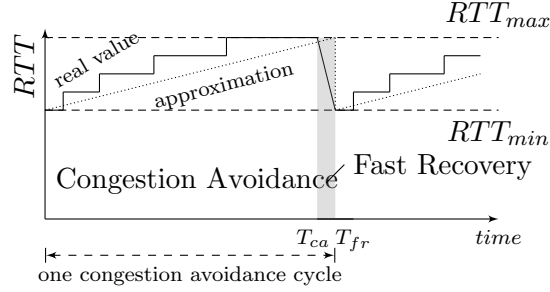 RTT_max
RTT
real value
approximation
RTT_min
Congestion Avoidance
Fast Recovery
T_ca T_fr
time
one congestion avoidance cycle